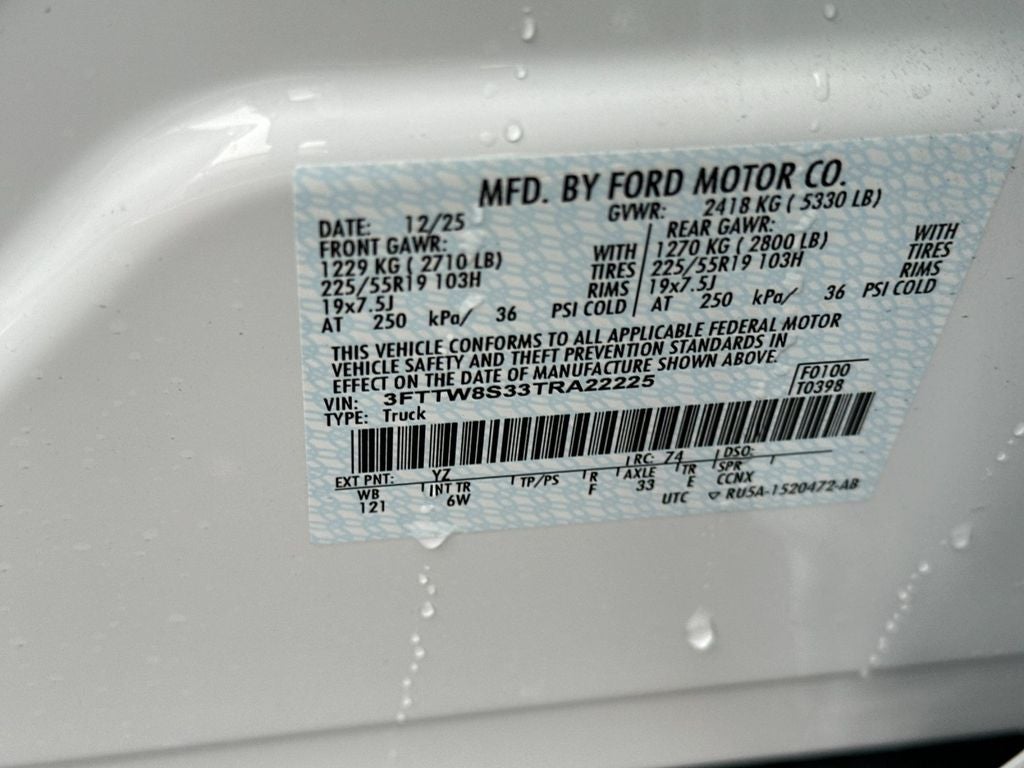 MFD. BY FORD MOTOR CO.
DATE: 12/25 GVWR: 2418 KG ( 5330 LB)
FRONT GAWR: REAR GAWR:
1229 KG ( 2710 LB) WITH 1270 KG ( 2800 LB) WITH
225/55R19 103H TIRES 225/55R19 103H TIRES
19x7.5J RIMS 19x7.5J RIMS
AT 250 kPa/ 36 PSI COLD AT 250 kPa/ 36 PSI COLD
THIS VEHICLE CONFORMS TO ALL APPLICABLE FEDERAL MOTOR
VEHICLE SAFETY AND THEFT PREVENTION STANDARDS IN
EFFECT ON THE DATE OF MANUFACTURE SHOWN ABOVE.
VIN: 3FTTW8S33TRA22225 F0100
TYPE: Truck T0398
EXT PNT: YZ RC: 74 DSO:
WB INT TR TP/PS R AXLE TR SPR
121 6W F 33 E CCNX
UTC RU5A-1520472-AB